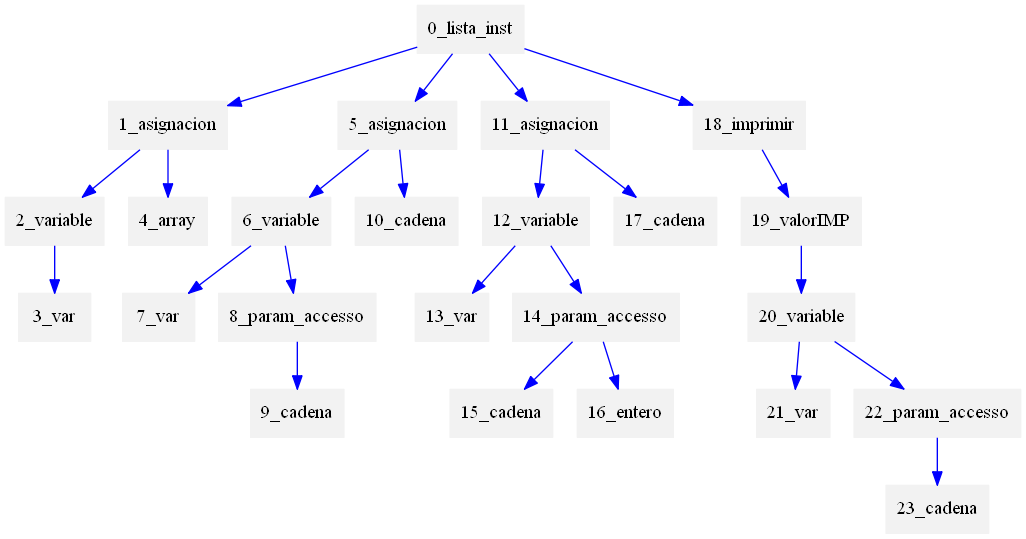 0_lista_inst
1_asignacion
5_asignacion
11_asignacion
18_imprimir
2_variable
4_array
6_variable
10_cadena
12_variable
17_cadena
19_valorIMP
3_var
7_var
8_param_accesso
13_var
14_param_accesso
20_variable
9_cadena
15_cadena
16_entero
21_var
22_param_accesso
23_cadena